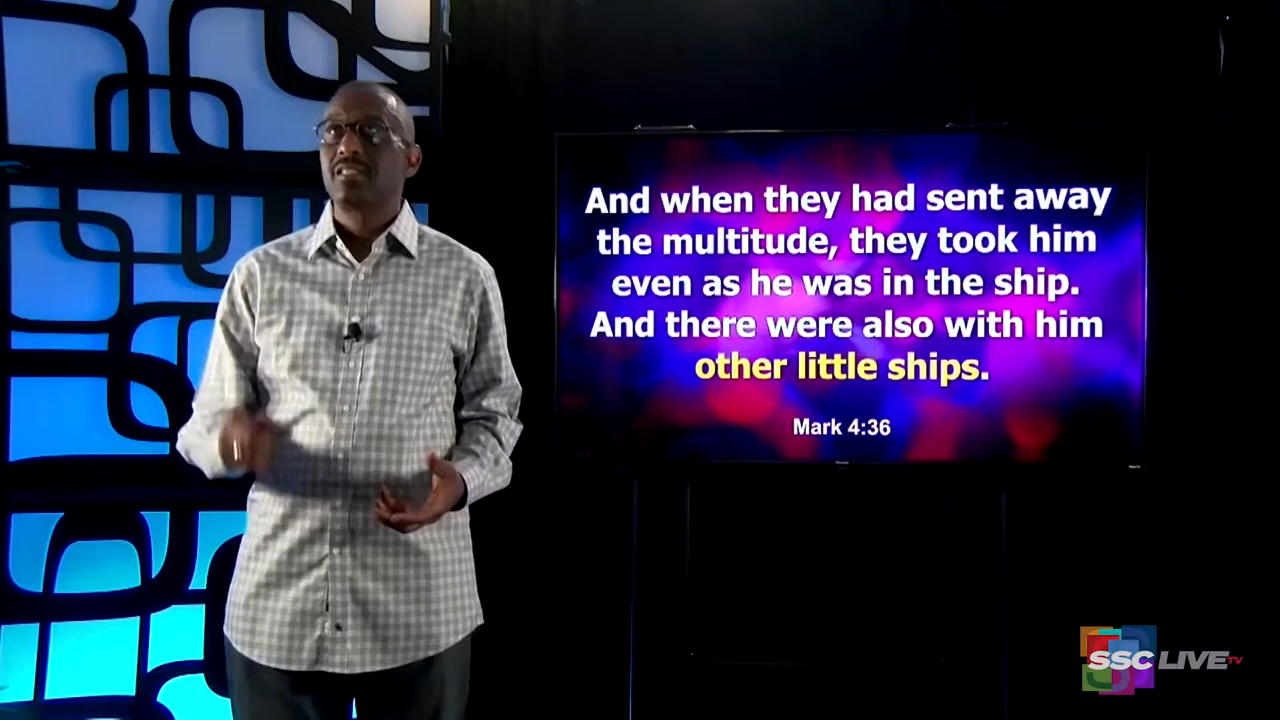 And when they had sent away
the multitude, they took him
even as he was in the ship.
And there were also with him
other little ships.
Mark 4:36
SSC LIVE TV